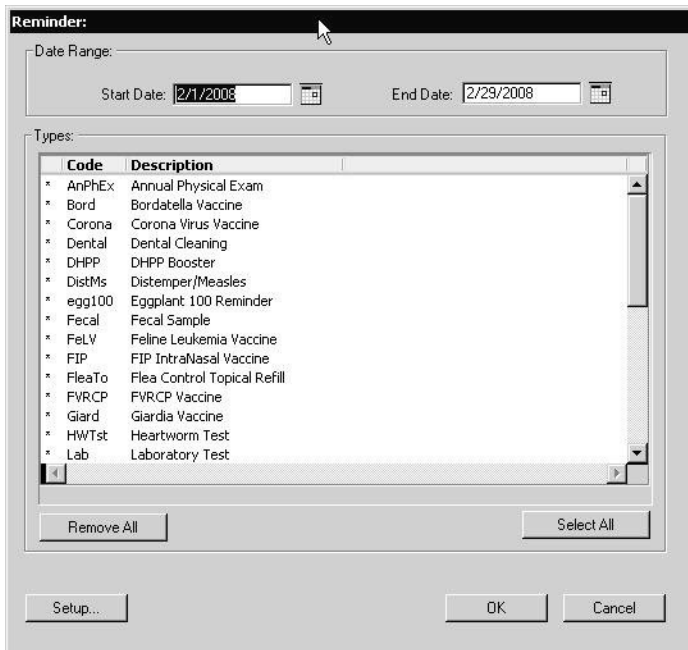 Reminder:
Date Range:
Start Date: 2/1/2008 End Date: 2/29/2008
Types:
Code Description
* AnPhEx Annual Physical Exam
* Bord Bordatella Vaccine
* Corona Corona Virus Vaccine
* Dental Dental Cleaning
* DHPP DHPP Booster
* DistMs Distemper/Measles
* egg100 Eggplant 100 Reminder
* Fecal Fecal Sample
* FeLV Feline Leukemia Vaccine
* FIP FIP IntraNasal Vaccine
* FleaTo Flea Control Topical Refill
* FVRCP FVRCP Vaccine
* Giard Giardia Vaccine
* HWTst Heartworm Test
* Lab Laboratory Test
Remove All Select All
Setup... OK Cancel